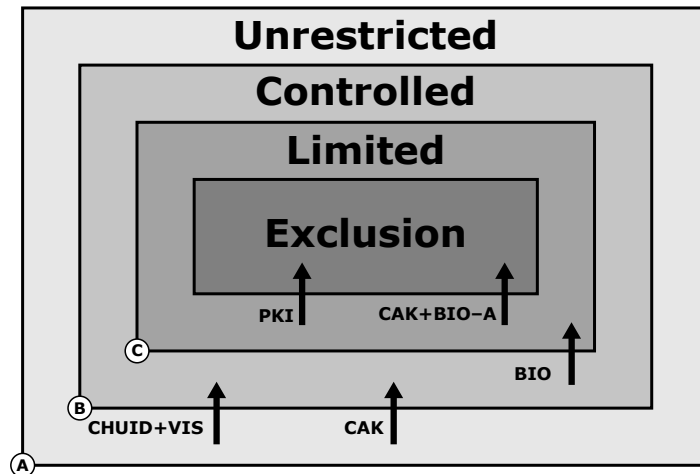 Unrestricted
Controlled
Limited
Exclusion
PKI
CAK+BIO–A
C
BIO
B
CHUID+VIS
CAK
A